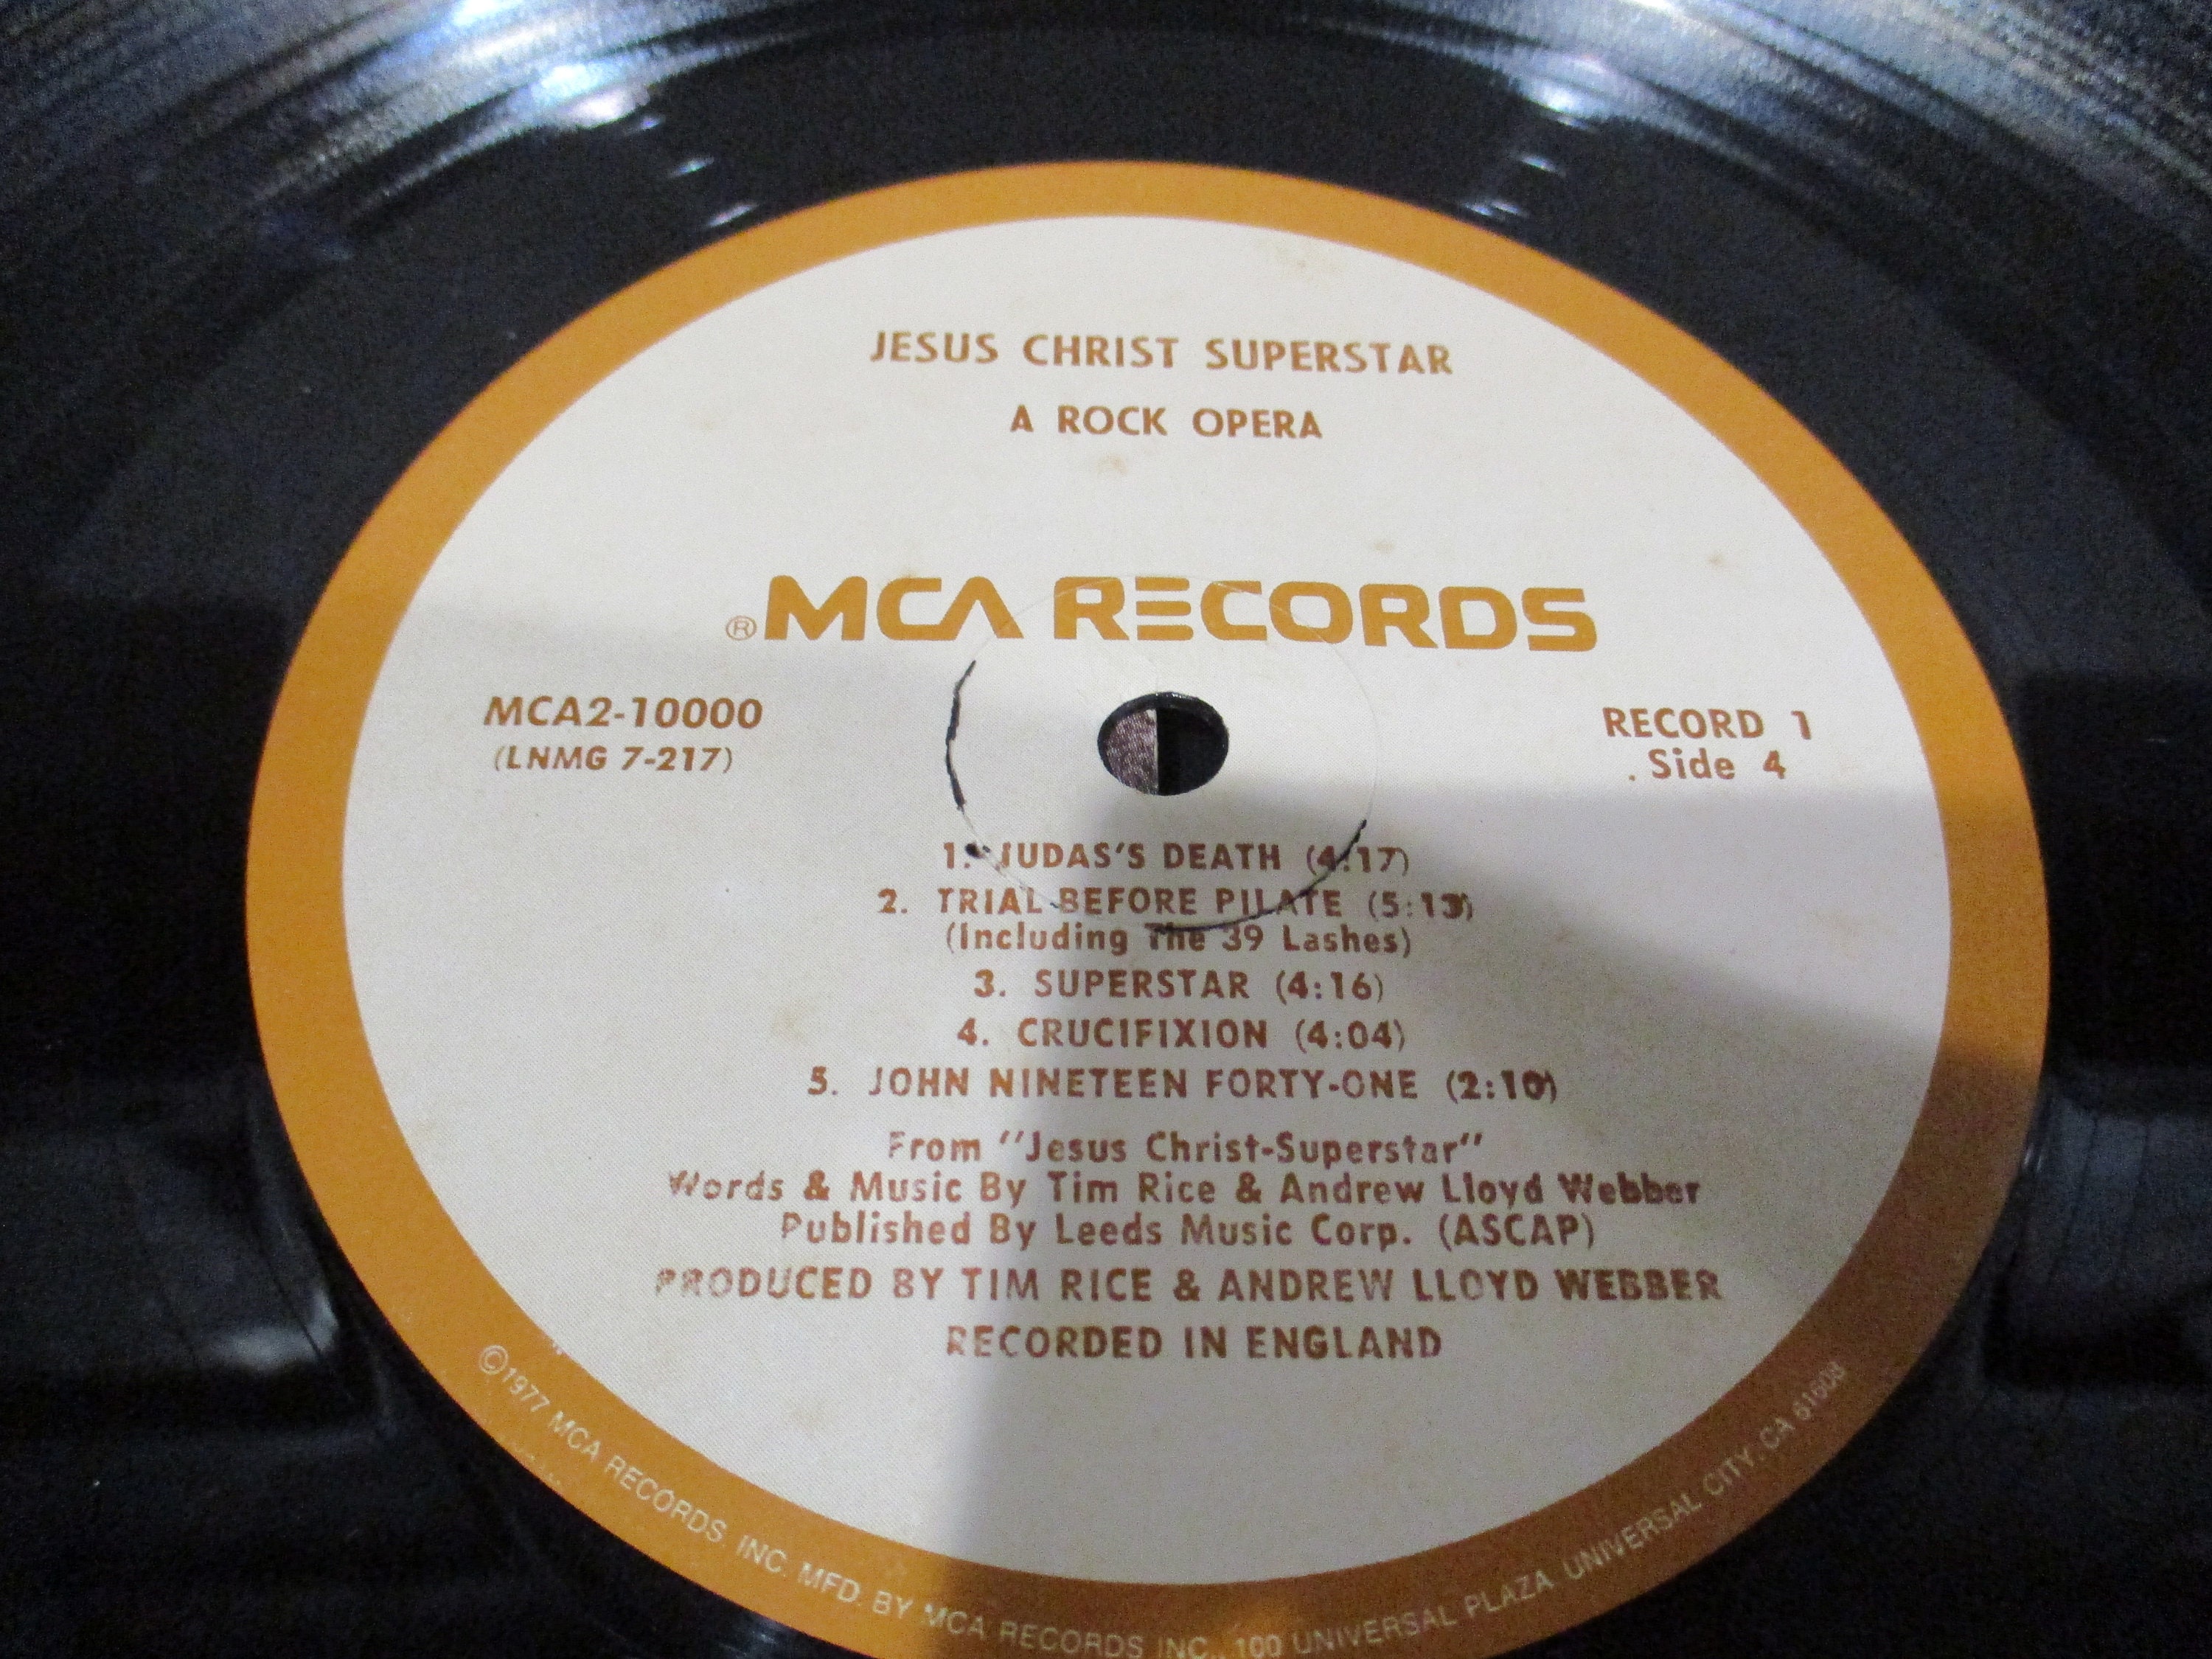 JESUS CHRIST SUPERSTAR
A ROCK OPERA
® MCA RECORDS
MCA2-10000
(LNMG 7-217)
RECORD 1
. Side 4
1. JUDAS'S DEATH (4:17)
2. TRIAL BEFORE PILATE (5:13)
(Including The 39 Lashes)
3. SUPERSTAR (4:16)
4. CRUCIFIXION (4:04)
5. JOHN NINETEEN FORTY-ONE (2:10)
From "Jesus Christ-Superstar"
Words & Music By Tim Rice & Andrew Lloyd Webber
Published By Leeds Music Corp. (ASCAP)
PRODUCED BY TIM RICE & ANDREW LLOYD WEBBER
RECORDED IN ENGLAND
©1977 MCA RECORDS, INC. MFD. BY MCA RECORDS INC., 100 UNIVERSAL PLAZA, UNIVERSAL CITY, CA 61608